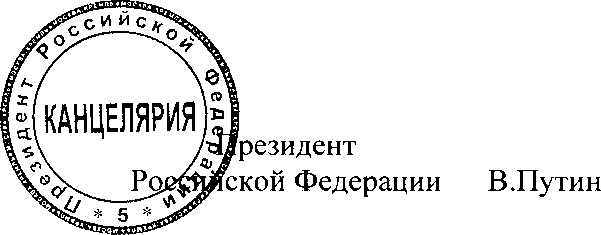 Президент Российской Федерации
КАНЦЕЛЯРИЯ
* 5 *
Президент
Российской Федерации В.Путин